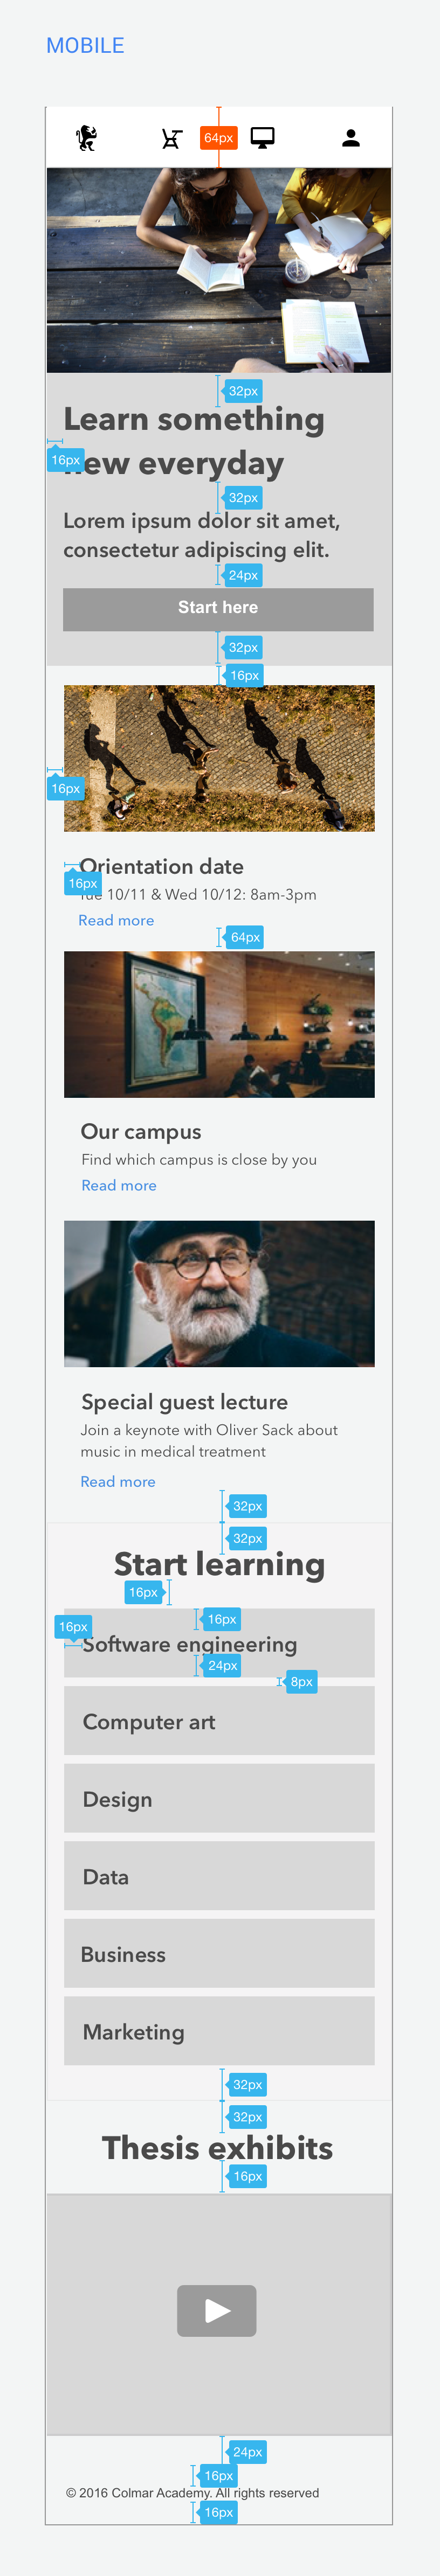 MOBILE
64px
32px
Learn something
16px
new everyday
32px
Lorem ipsum dolor sit amet,
consectetur adipiscing elit.
24px
Start here
32px
16px
16px
Orientation date
16px
Tue 10/11 & Wed 10/12: 8am-3pm
Read more
64px
Our campus
Find which campus is close by you
Read more
Special guest lecture
Join a keynote with Oliver Sack about
music in medical treatment
Read more
32px
32px
Start learning
16px
16px
16px
Software engineering
24px
8px
Computer art
Design
Data
Business
Marketing
32px
32px
Thesis exhibits
16px
24px
16px
© 2016 Colmar Academy. All rights reserved
16px